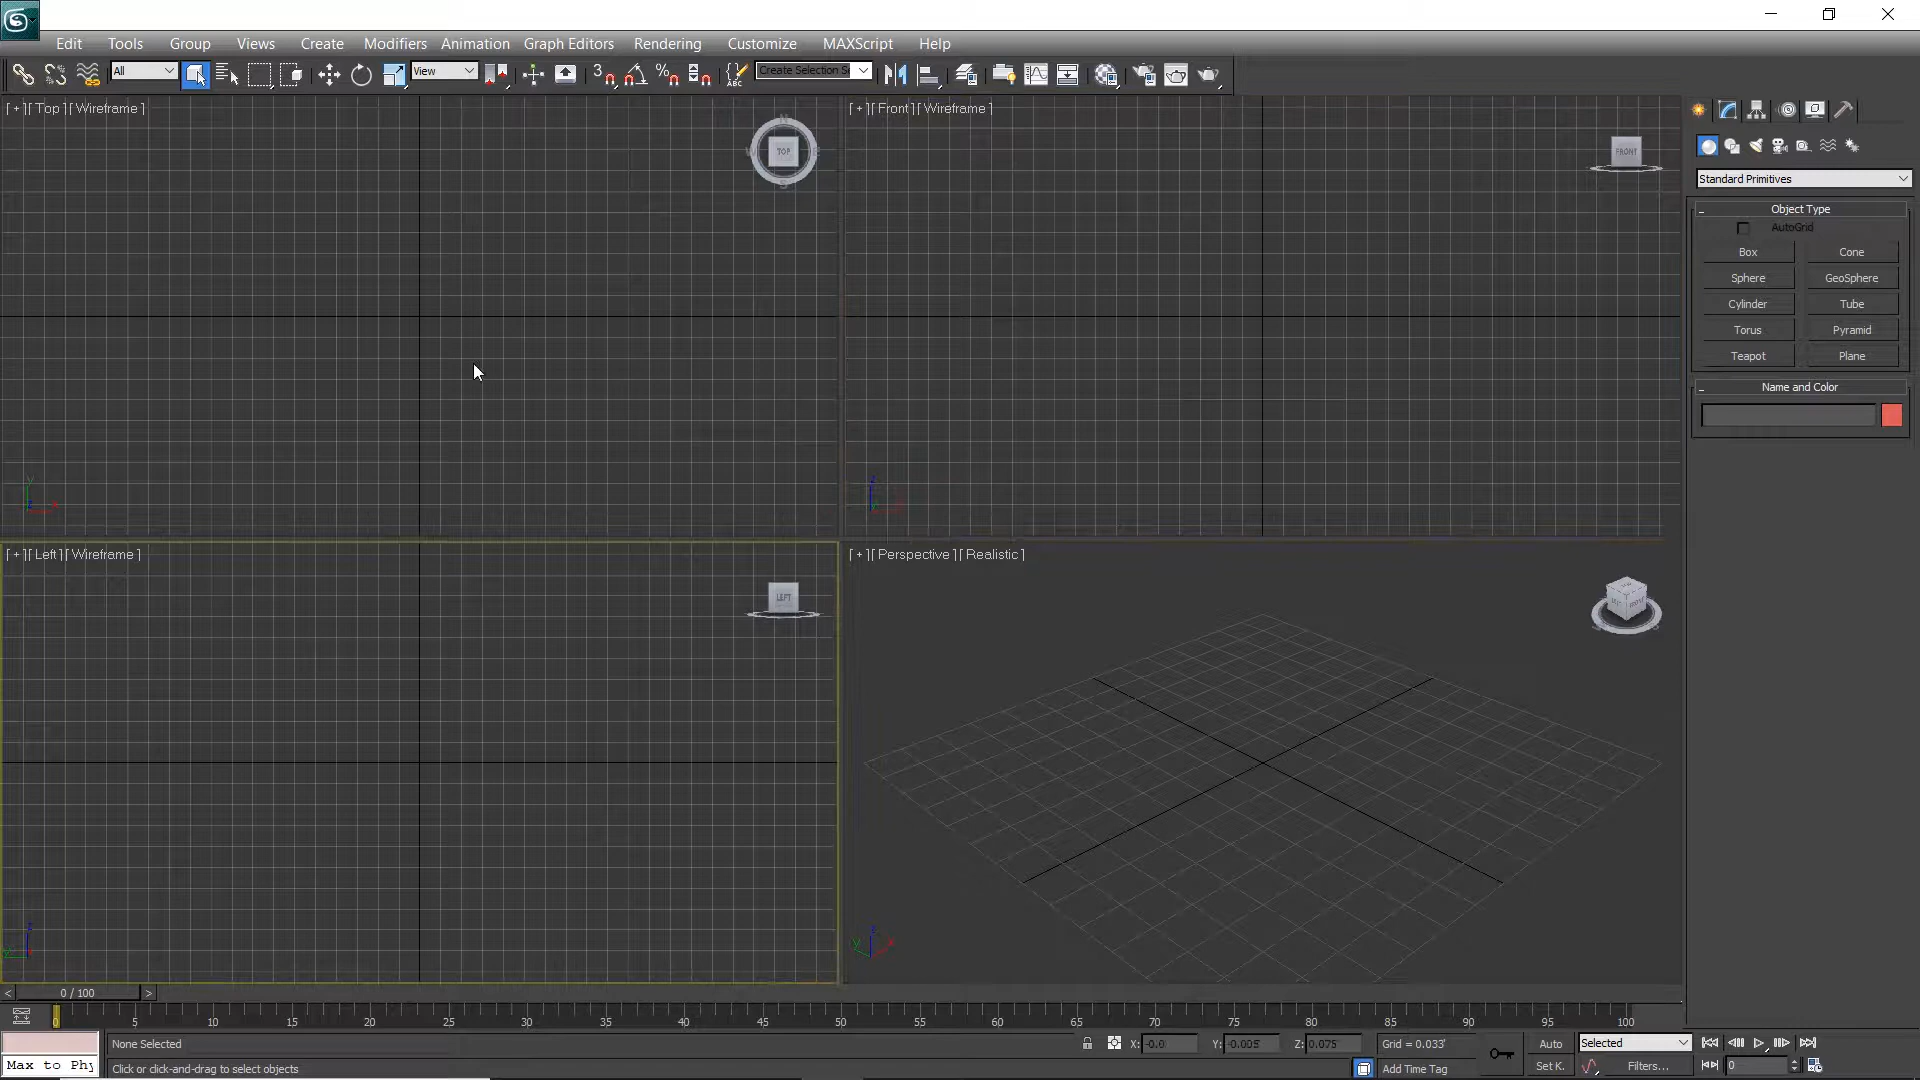 Edit Tools Group Views Create Modifiers Animation Graph Editors Rendering Customize MAXScript Help
All View 3 % ABC Create Selection Se
[ + ][ Top ][ Wireframe ]
[ + ][ Front ][ Wireframe ]
TOP
FRONT
Standard Primitives
Object Type
AutoGrid
Box Cone
Sphere GeoSphere
Cylinder Tube
Torus Pyramid
Teapot Plane
Name and Color
[ + ][ Left ][ Wireframe ]
[ + ][ Perspective ][ Realistic ]
LEFT
< 0 / 100 >
0 5 10 15 20 25 30 35 40 45 50 55 60 65 70 75 80 85 90 95 100
None Selected X: -0.0 Y: -0.005' Z: 0.075' Grid = 0.033' Auto Selected
Max to Phy Click or click-and-drag to select objects Add Time Tag Set K. Filters... 0